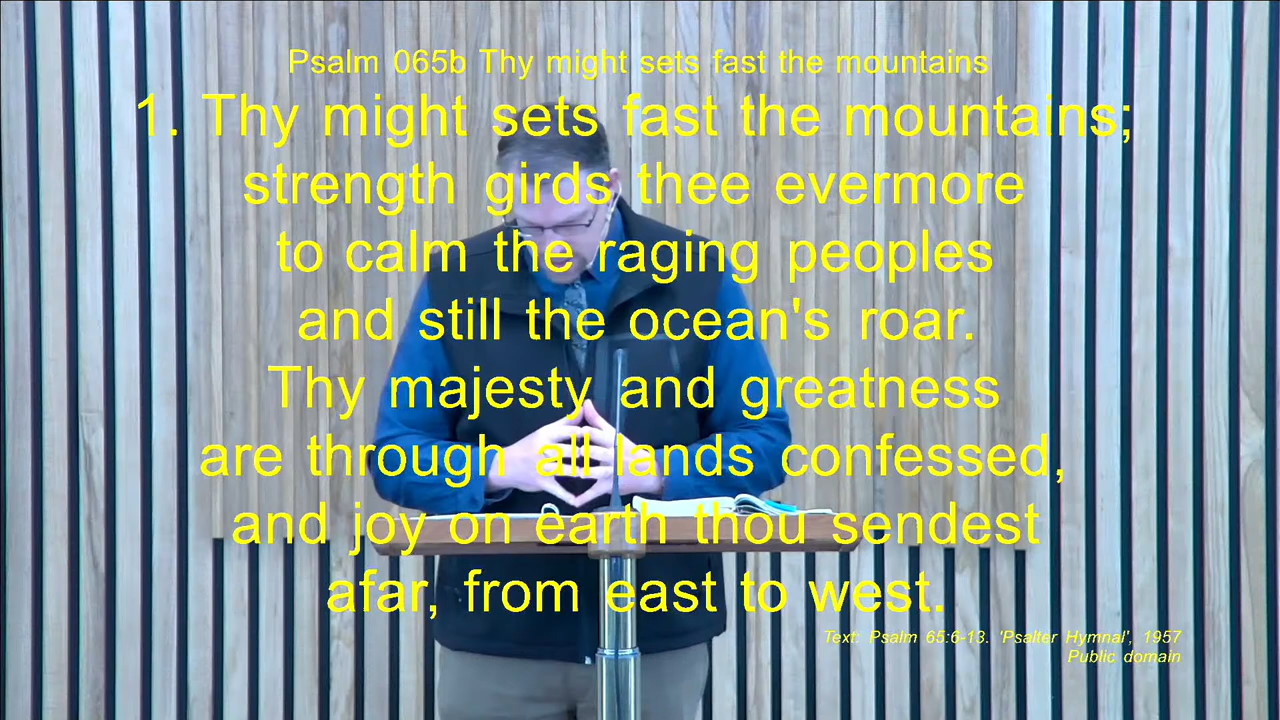 Psalm 065b Thy might sets fast the mountains
1. Thy might sets fast the mountains;
strength girds thee evermore
to calm the raging peoples
and still the ocean's roar.
Thy majesty and greatness
are through all lands confessed,
and joy on earth thou sendest
afar, from east to west.
Text: Psalm 65:6-13. 'Psalter Hymnal', 1957
Public domain